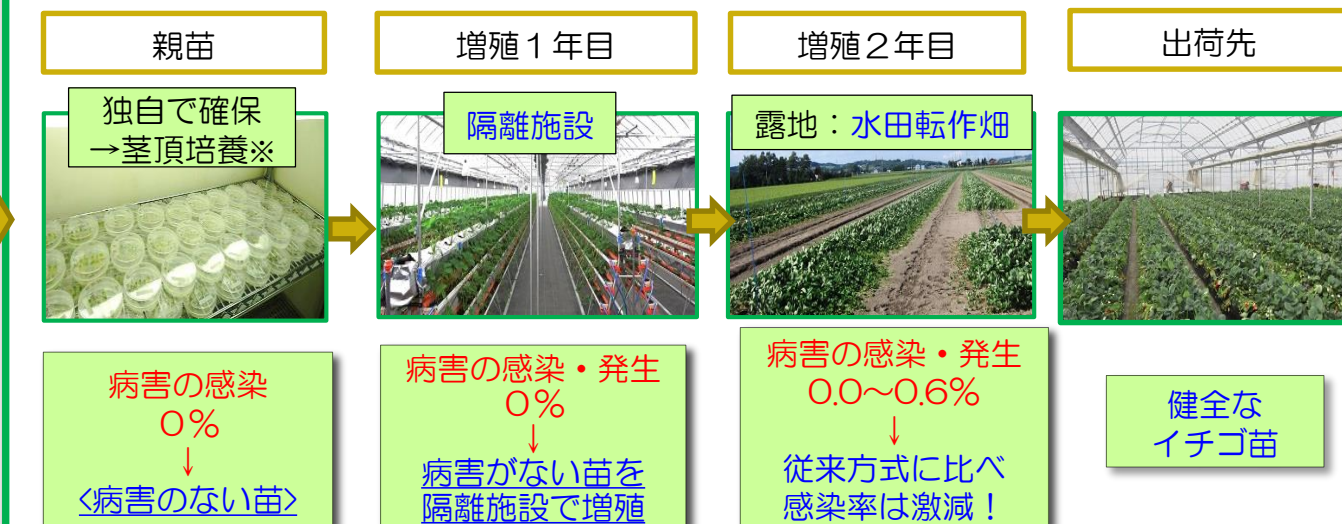 親苗
独自で確保
→茎頂培養※
病害の感染
0%
↓
<病害のない苗>
増殖1年目
隔離施設
病害の感染・発生
0%
↓
病害がない苗を
隔離施設で増殖
増殖2年目
露地：水田転作畑
病害の感染・発生
0.0～0.6%
↓
従来方式に比べ
感染率は激減！
出荷先
健全な
イチゴ苗